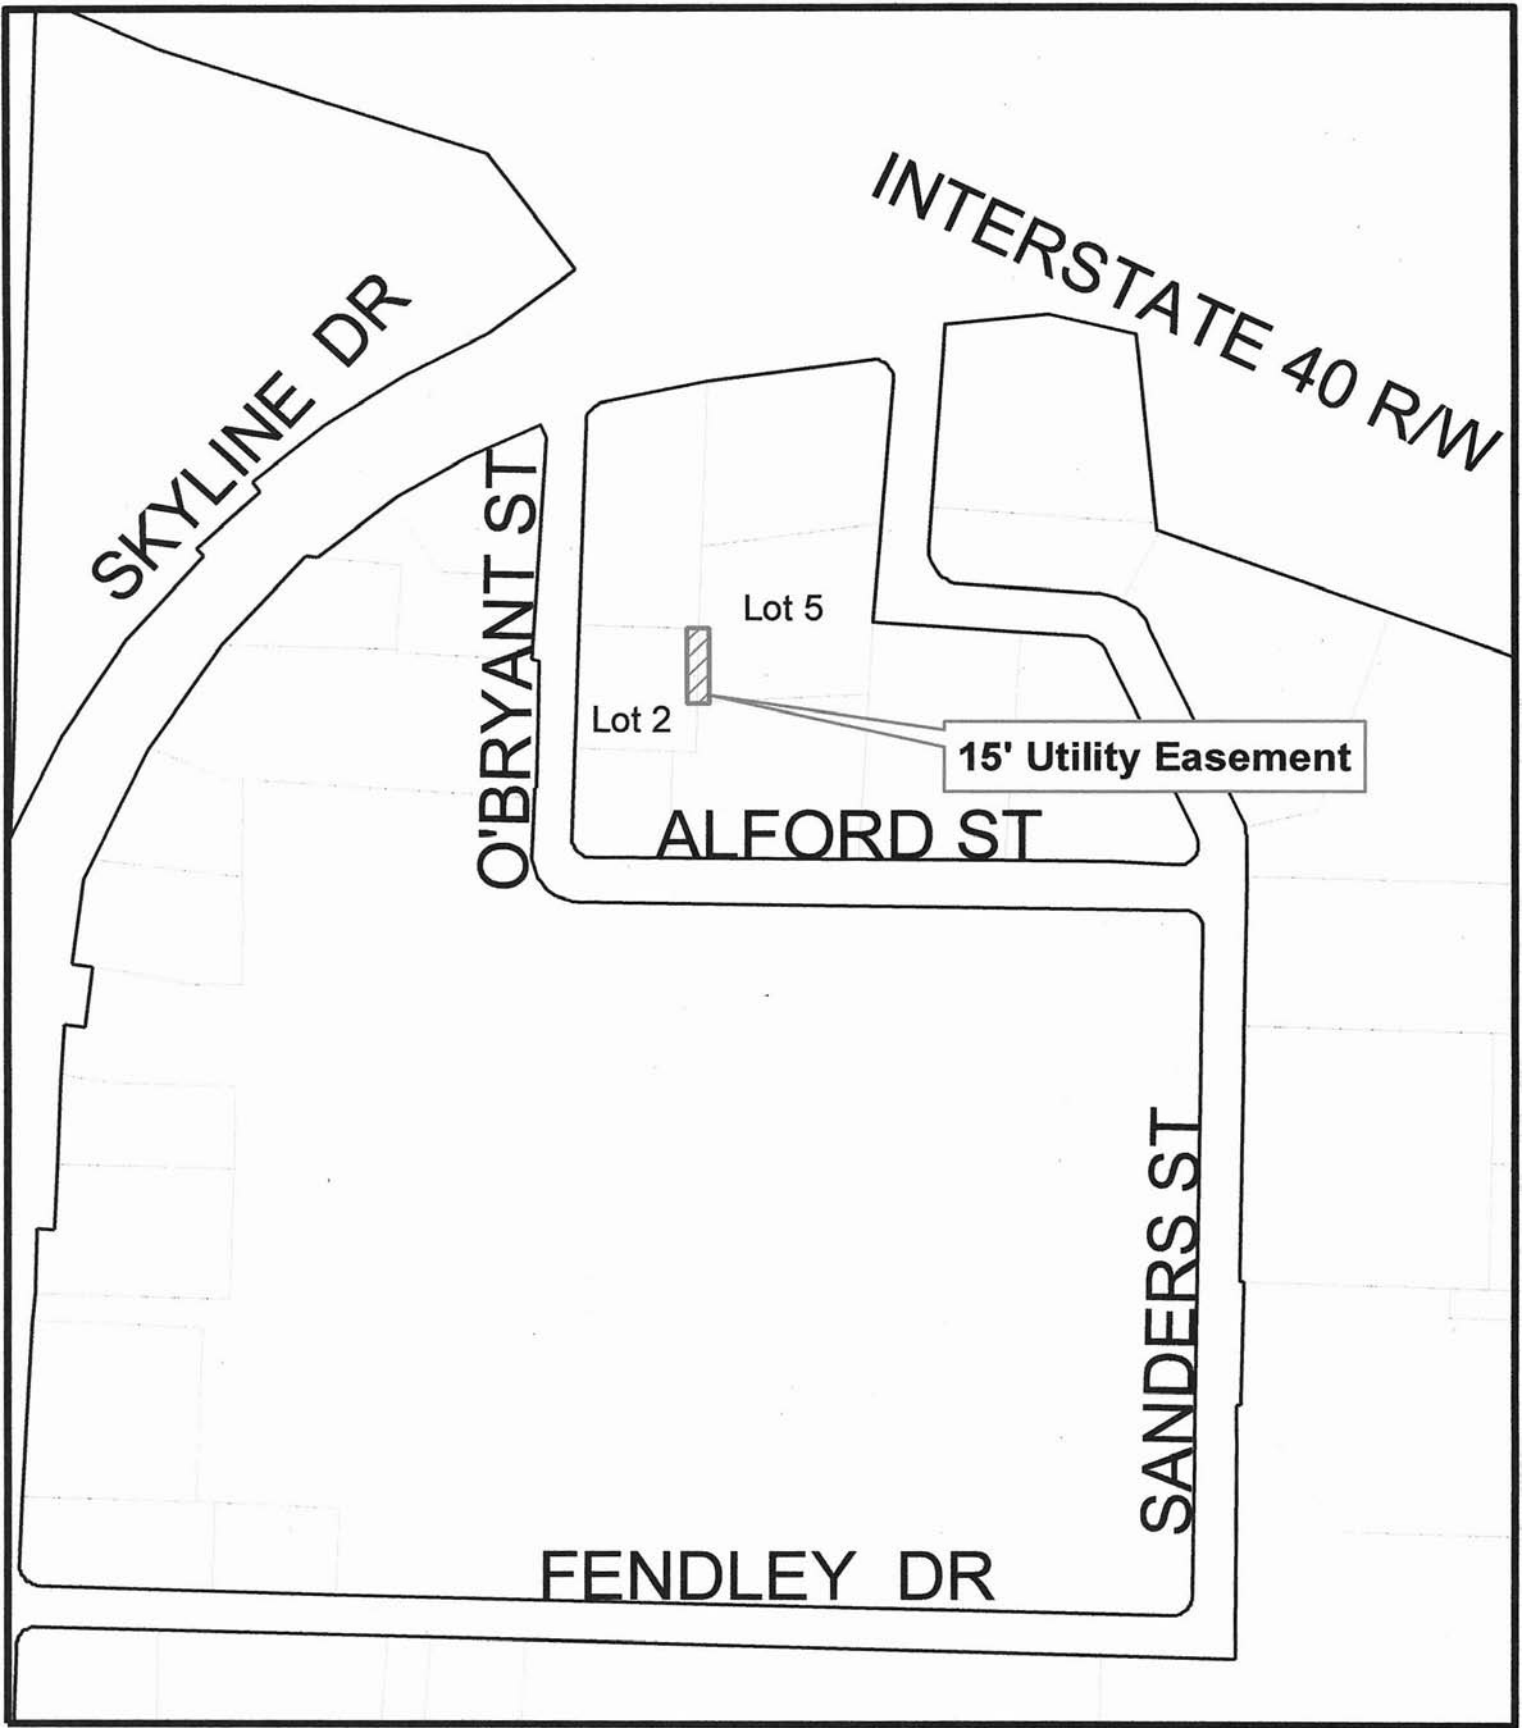 INTERSTATE 40 R/W
SKYLINE DR
O'BRYANT ST
Lot 5
Lot 2
15' Utility Easement
ALFORD ST
SANDERS ST
FENDLEY DR